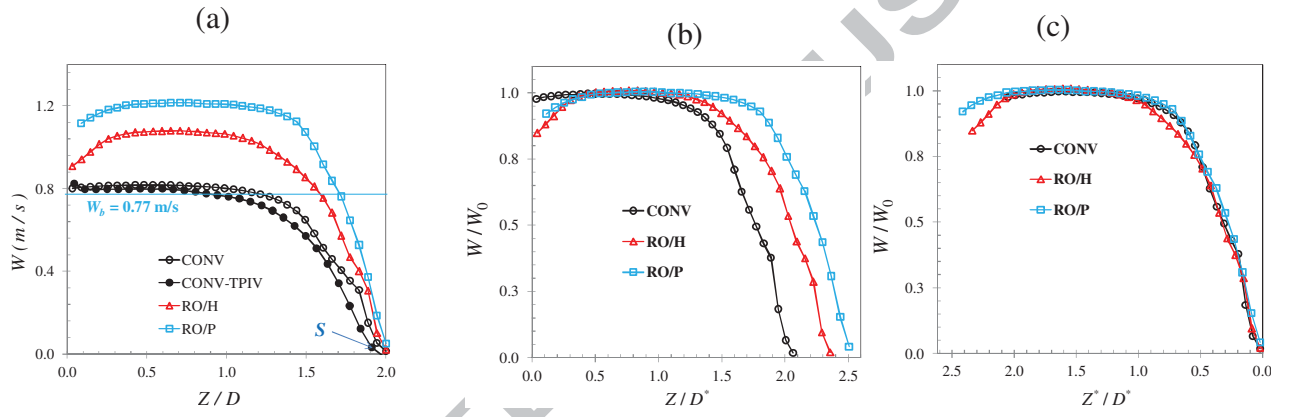 (a)
1.2
0.8
0.4
0.0
W ( m / s )
W_b = 0.77 m/s
CONV
CONV-TPIV
RO/H
RO/P
S
0.0
0.5
1.0
1.5
2.0
Z / D
(b)
1.0
0.8
0.5
0.3
0.0
W / W_0
CONV
RO/H
RO/P
0.0
0.5
1.0
1.5
2.0
2.5
Z / D^*
(c)
1.0
0.8
0.5
0.3
0.0
W / W_0
CONV
RO/H
RO/P
2.5
2.0
1.5
1.0
0.5
0.0
Z^* / D^*